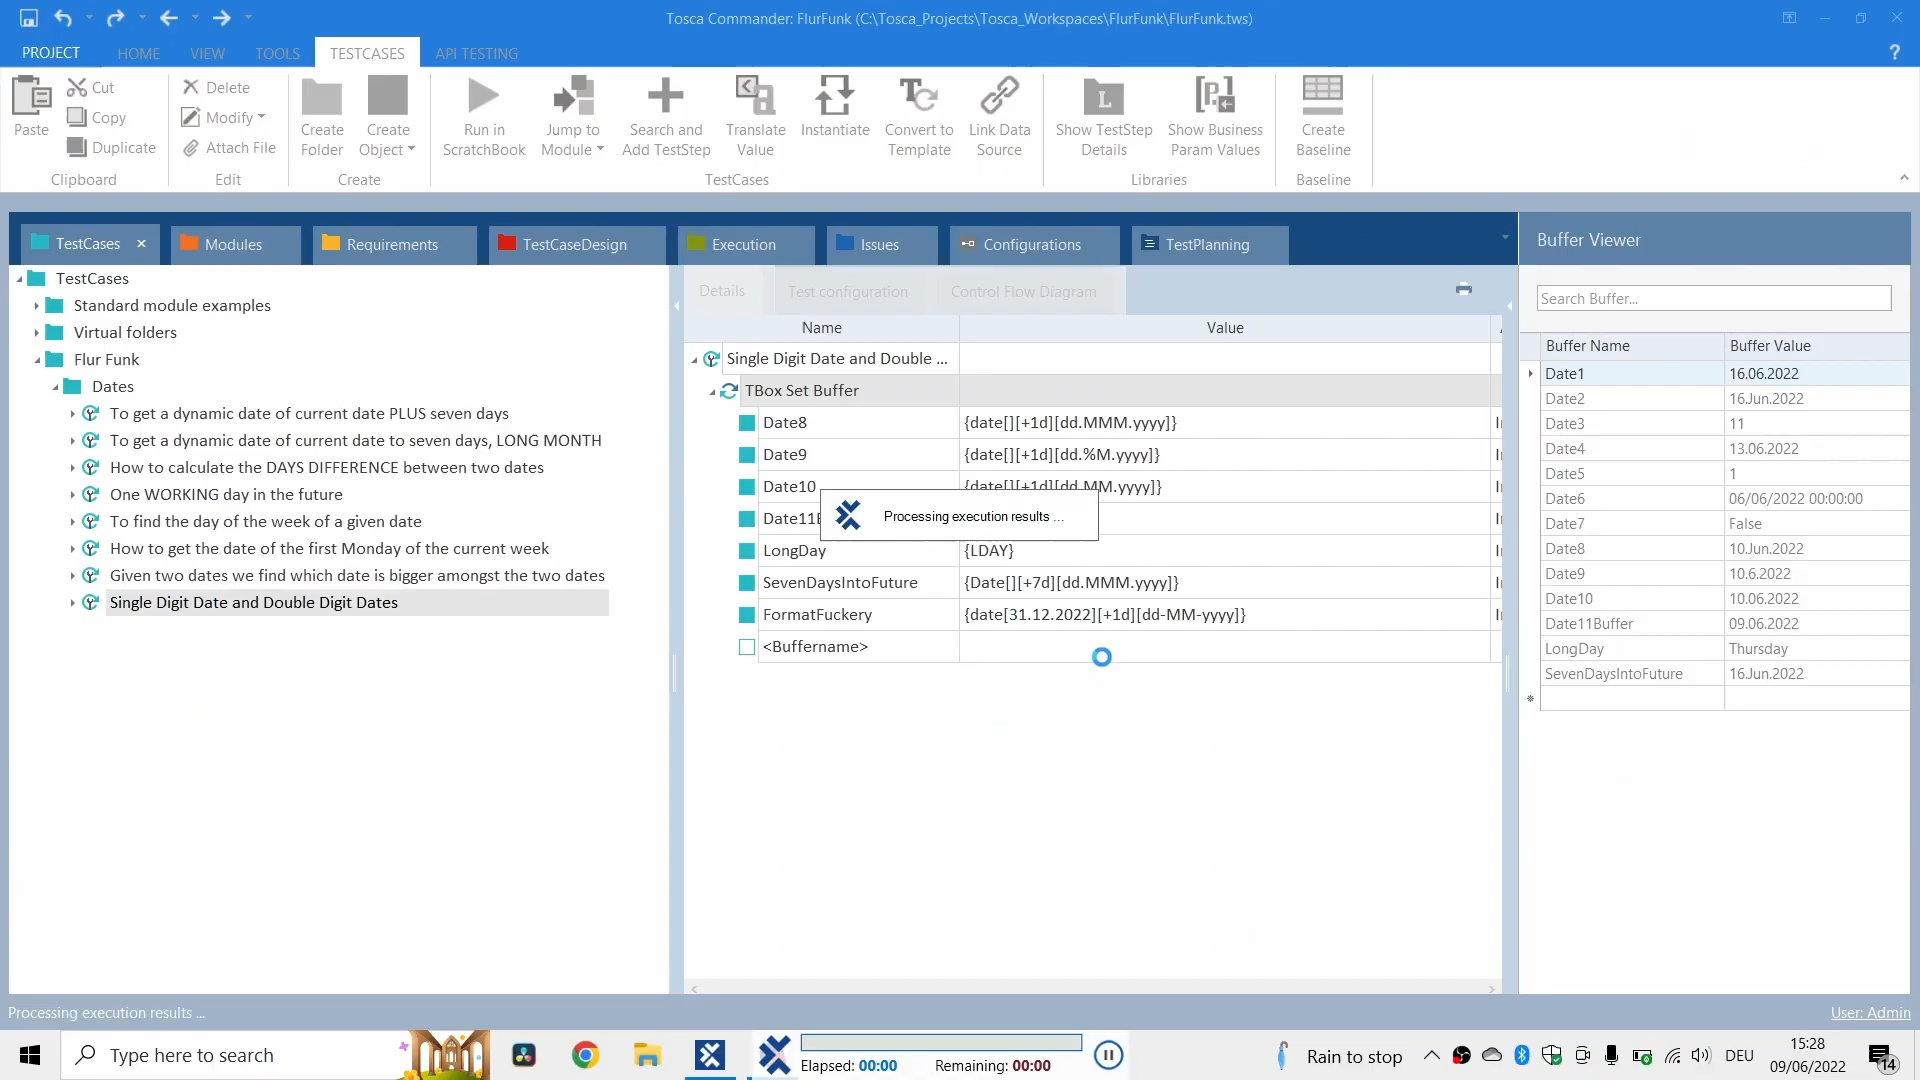 Tosca Commander: FlurFunk (C:\Tosca_Projects\Tosca_Workspaces\FlurFunk\FlurFunk.tws)
PROJECT HOME VIEW TOOLS TESTCASES API TESTING ?
Paste
Cut
Copy
Duplicate
Clipboard
Delete
Modify
Attach File
Edit
Create Folder
Create Object
Create
Run in ScratchBook
Jump to Module
Search and Add TestStep
Translate Value
Instantiate
Convert to Template
Link Data Source
TestCases
Show TestStep Details
Show Business Param Values
Libraries
Create Baseline
Baseline
TestCases × Modules Requirements TestCaseDesign Execution Issues Configurations TestPlanning
TestCases
Standard module examples
Virtual folders
Flur Funk
Dates
To get a dynamic date of current date PLUS seven days
To get a dynamic date of current date to seven days, LONG MONTH
How to calculate the DAYS DIFFERENCE between two dates
One WORKING day in the future
To find the day of the week of a given date
How to get the date of the first Monday of the current week
Given two dates we find which date is bigger amongst the two dates
Single Digit Date and Double Digit Dates
Details Test configuration Control Flow Diagram
Name Value
Single Digit Date and Double ...
TBox Set Buffer
Date8 {date[][+1d][dd.MMM.yyyy]}
Date9 {date[][+1d][dd.%M.yyyy]}
Date10 {date[][+1d][dd.MM.yyyy]}
Processing execution results ...
LongDay {LDAY}
SevenDaysIntoFuture {Date[][+7d][dd.MMM.yyyy]}
FormatFuckery {date[31.12.2022][+1d][dd-MM-yyyy]}
<Buffername>
Buffer Viewer
Search Buffer...
Buffer Name Buffer Value
Date1 16.06.2022
Date2 16.Jun.2022
Date3 11
Date4 13.06.2022
Date5 1
Date6 06/06/2022 00:00:00
Date7 False
Date8 10.Jun.2022
Date9 10.6.2022
Date10 10.06.2022
Date11Buffer 09.06.2022
LongDay Thursday
SevenDaysIntoFuture 16.Jun.2022
Processing execution results ...
User: Admin
Type here to search
Elapsed: 00:00 Remaining: 00:00
Rain to stop
DEU
15:28
09/06/2022
14